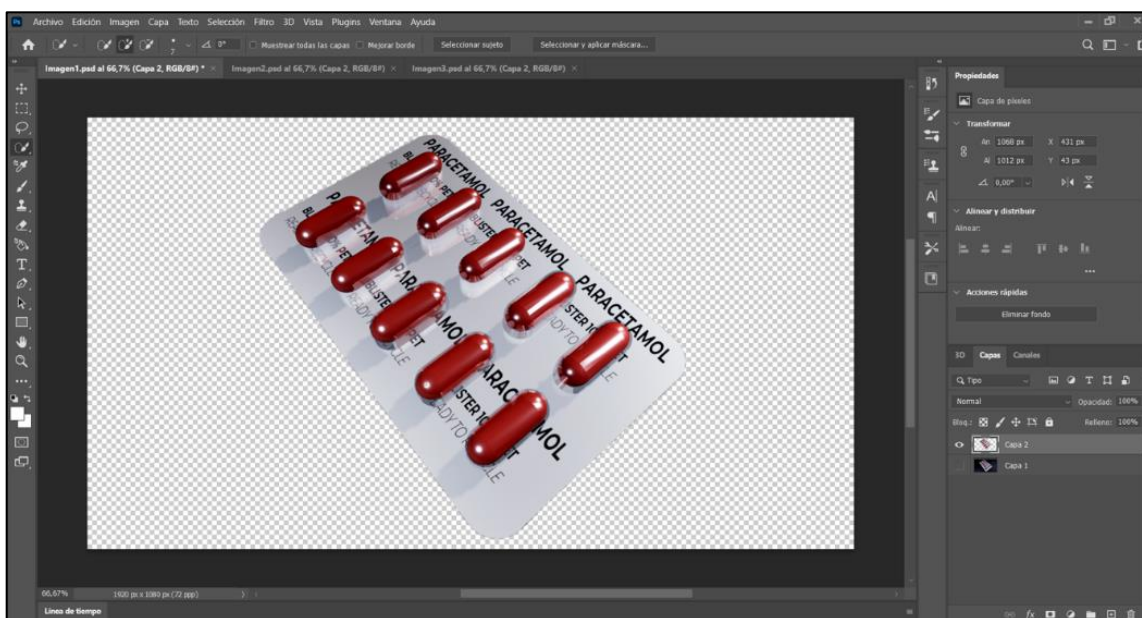 Ps Archivo Edición Imagen Capa Texto Selección Filtro 3D Vista Plugins Ventana Ayuda
7 0° Muestrear todas las capas Mejorar borde Seleccionar sujeto Seleccionar y aplicar máscara...
Imagen1.psd al 66,7% (Capa 2, RGB/8#) * × Imagen2.psd al 66,7% (Capa 2, RGB/8#) × Imagen3.psd al 66,7% (Capa 2, RGB/8#) ×
PARACETAMOL
PARACETAMOL
PARACETAMOL
66,67% 1920 px x 1080 px (72 ppp)
Línea de tiempo
Propiedades
Capa de píxeles
Transformar
An 1068 px X 431 px
Al 1012 px Y 43 px
0,00°
Alinear y distribuir
Alinear:
...
Acciones rápidas
Eliminar fondo
3D Capas Canales
Tipo
Normal Opacidad: 100%
Bloq.: Relleno: 100%
Capa 2
Capa 1
fx